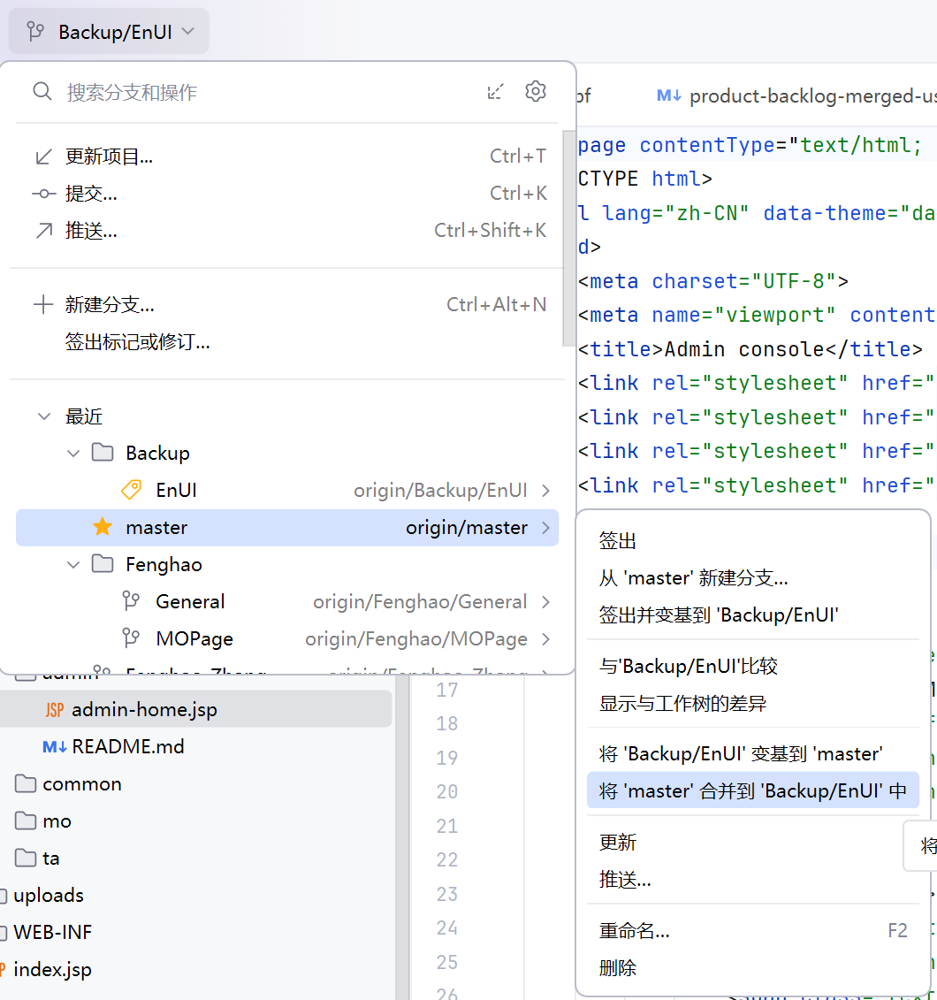 Backup/EnUI
搜索分支和操作
更新项目... Ctrl+T
提交... Ctrl+K
推送... Ctrl+Shift+K
新建分支... Ctrl+Alt+N
签出标记或修订...
最近
Backup
EnUI origin/Backup/EnUI
master origin/master
Fenghao
General origin/Fenghao/General
MOPage origin/Fenghao/MOPage
admin
JSP admin-home.jsp
M↓ README.md
common
mo
ta
uploads
WEB-INF
index.jsp
M↓ product-backlog-merged-us
page contentType="text/html;
CTYPE html>
l lang="zh-CN" data-theme="da
d>
<meta charset="UTF-8">
<meta name="viewport" content
<title>Admin console</title>
<link rel="stylesheet" href="
<link rel="stylesheet" href="
<link rel="stylesheet" href="
<link rel="stylesheet" href="
17
18
19
20
21
22
23
24
25
26
签出
从 'master' 新建分支...
签出并变基到 'Backup/EnUI'
与'Backup/EnUI'比较
显示与工作树的差异
将 'Backup/EnUI' 变基到 'master'
将 'master' 合并到 'Backup/EnUI' 中
更新
推送...
重命名... F2
删除
将